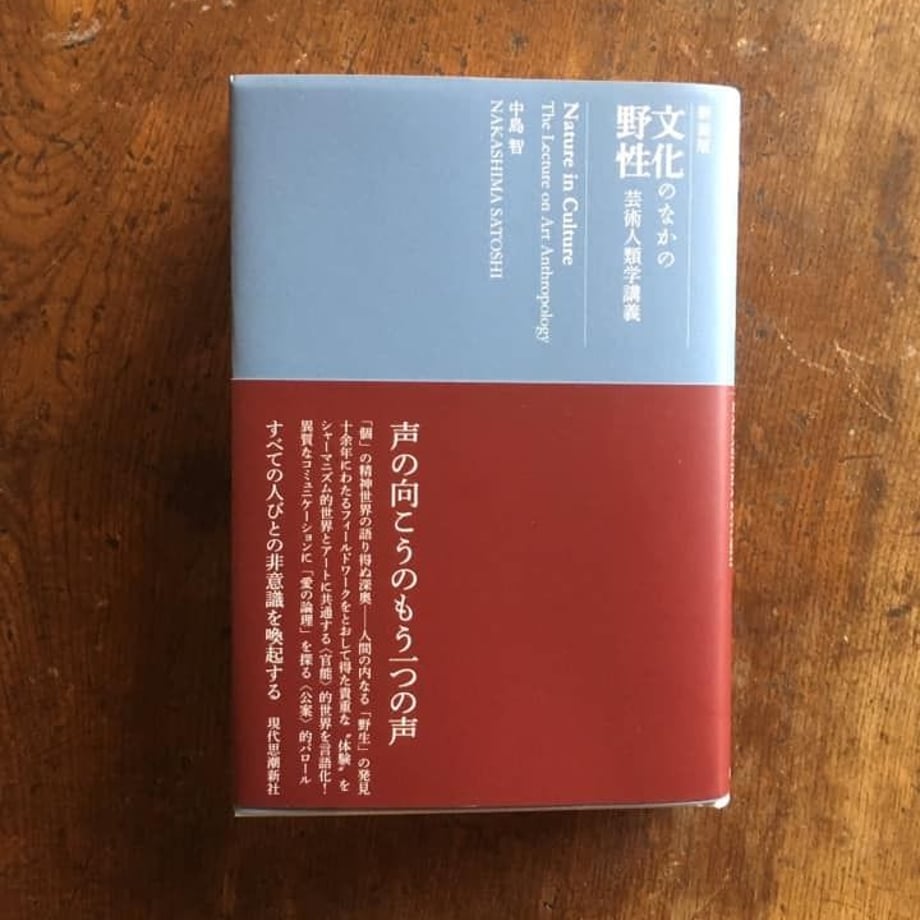 新装版
文化のなかの
野性
芸術人類学講義
Nature in Culture
The Lecture on Art Anthropology
中島 智
NAKASHIMA SATOSHI
声の向こうのもう一つの声
「個」の精神世界の語り得ぬ深奥——人間の内なる「野生」の発見
十余年にわたるフィールドワークをとおして得た貴重な〝体験〟を
シャーマニズム的世界とアートに共通する〈官能〉的世界を言語化!
異質なコミュニケーションに「愛の論理」を探る〈公案〉的パロール
すべての人びとの非意識を喚起する 現代思潮新社